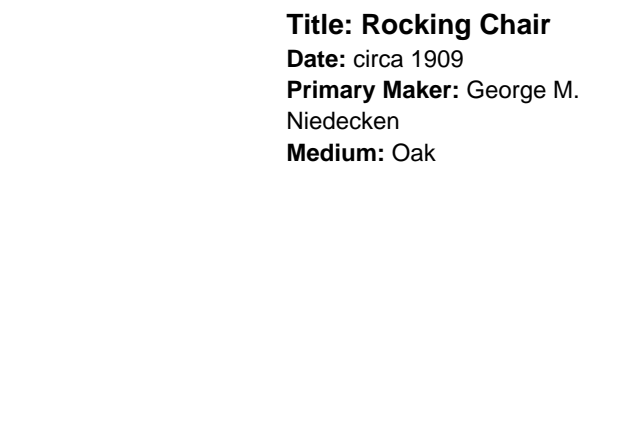 Title: Rocking Chair
Date: circa 1909
Primary Maker: George M.
Niedecken
Medium: Oak